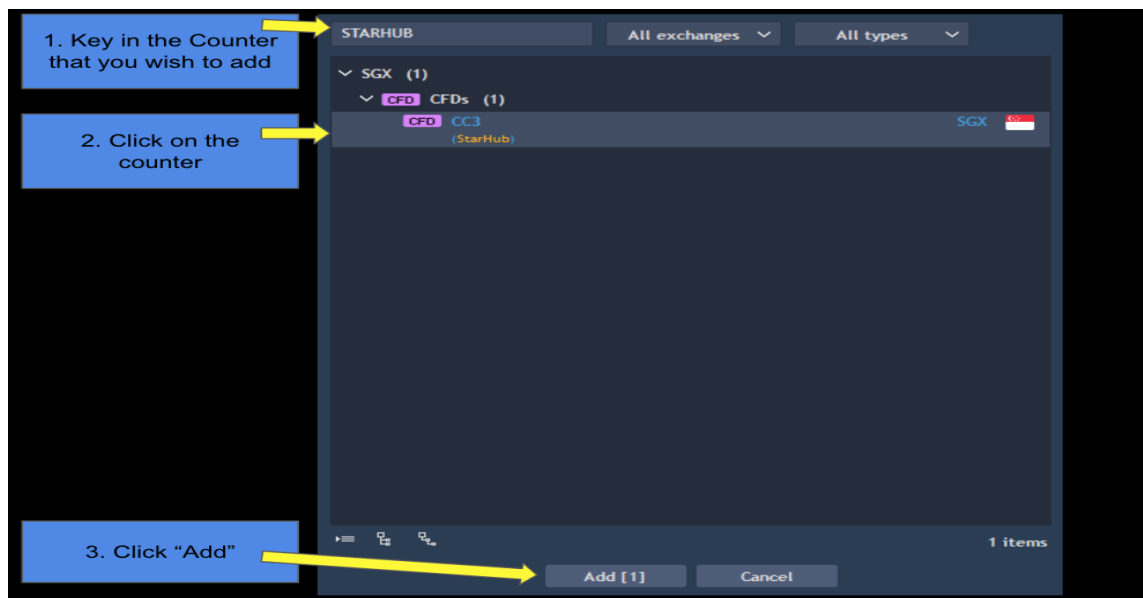 1. Key in the Counter
that you wish to add
STARHUB
All exchanges
All types
SGX (1)
CFD CFDs (1)
2. Click on the
counter
CFD CC3 SGX
(StarHub)
3. Click “Add”
1 items
Add [1]
Cancel